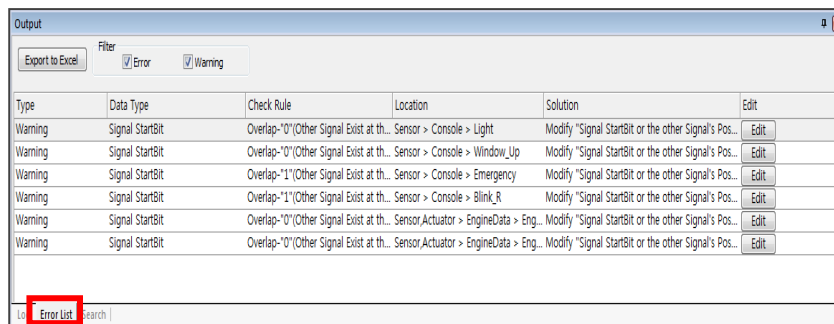 Output
Filter
Export to Excel Error Warning
Type Data Type Check Rule Location Solution Edit
Warning Signal StartBit Overlap-"0"(Other Signal Exist at th... Sensor > Console > Light Modify "Signal StartBit or the other Signal's Pos... Edit
Warning Signal StartBit Overlap-"0"(Other Signal Exist at th... Sensor > Console > Window_Up Modify "Signal StartBit or the other Signal's Pos... Edit
Warning Signal StartBit Overlap-"1"(Other Signal Exist at th... Sensor > Console > Emergency Modify "Signal StartBit or the other Signal's Pos... Edit
Warning Signal StartBit Overlap-"1"(Other Signal Exist at th... Sensor > Console > Blink_R Modify "Signal StartBit or the other Signal's Pos... Edit
Warning Signal StartBit Overlap-"0"(Other Signal Exist at th... Sensor,Actuator > EngineData > Eng... Modify "Signal StartBit or the other Signal's Pos... Edit
Warning Signal StartBit Overlap-"0"(Other Signal Exist at th... Sensor,Actuator > EngineData > Eng... Modify "Signal StartBit or the other Signal's Pos... Edit
Error List